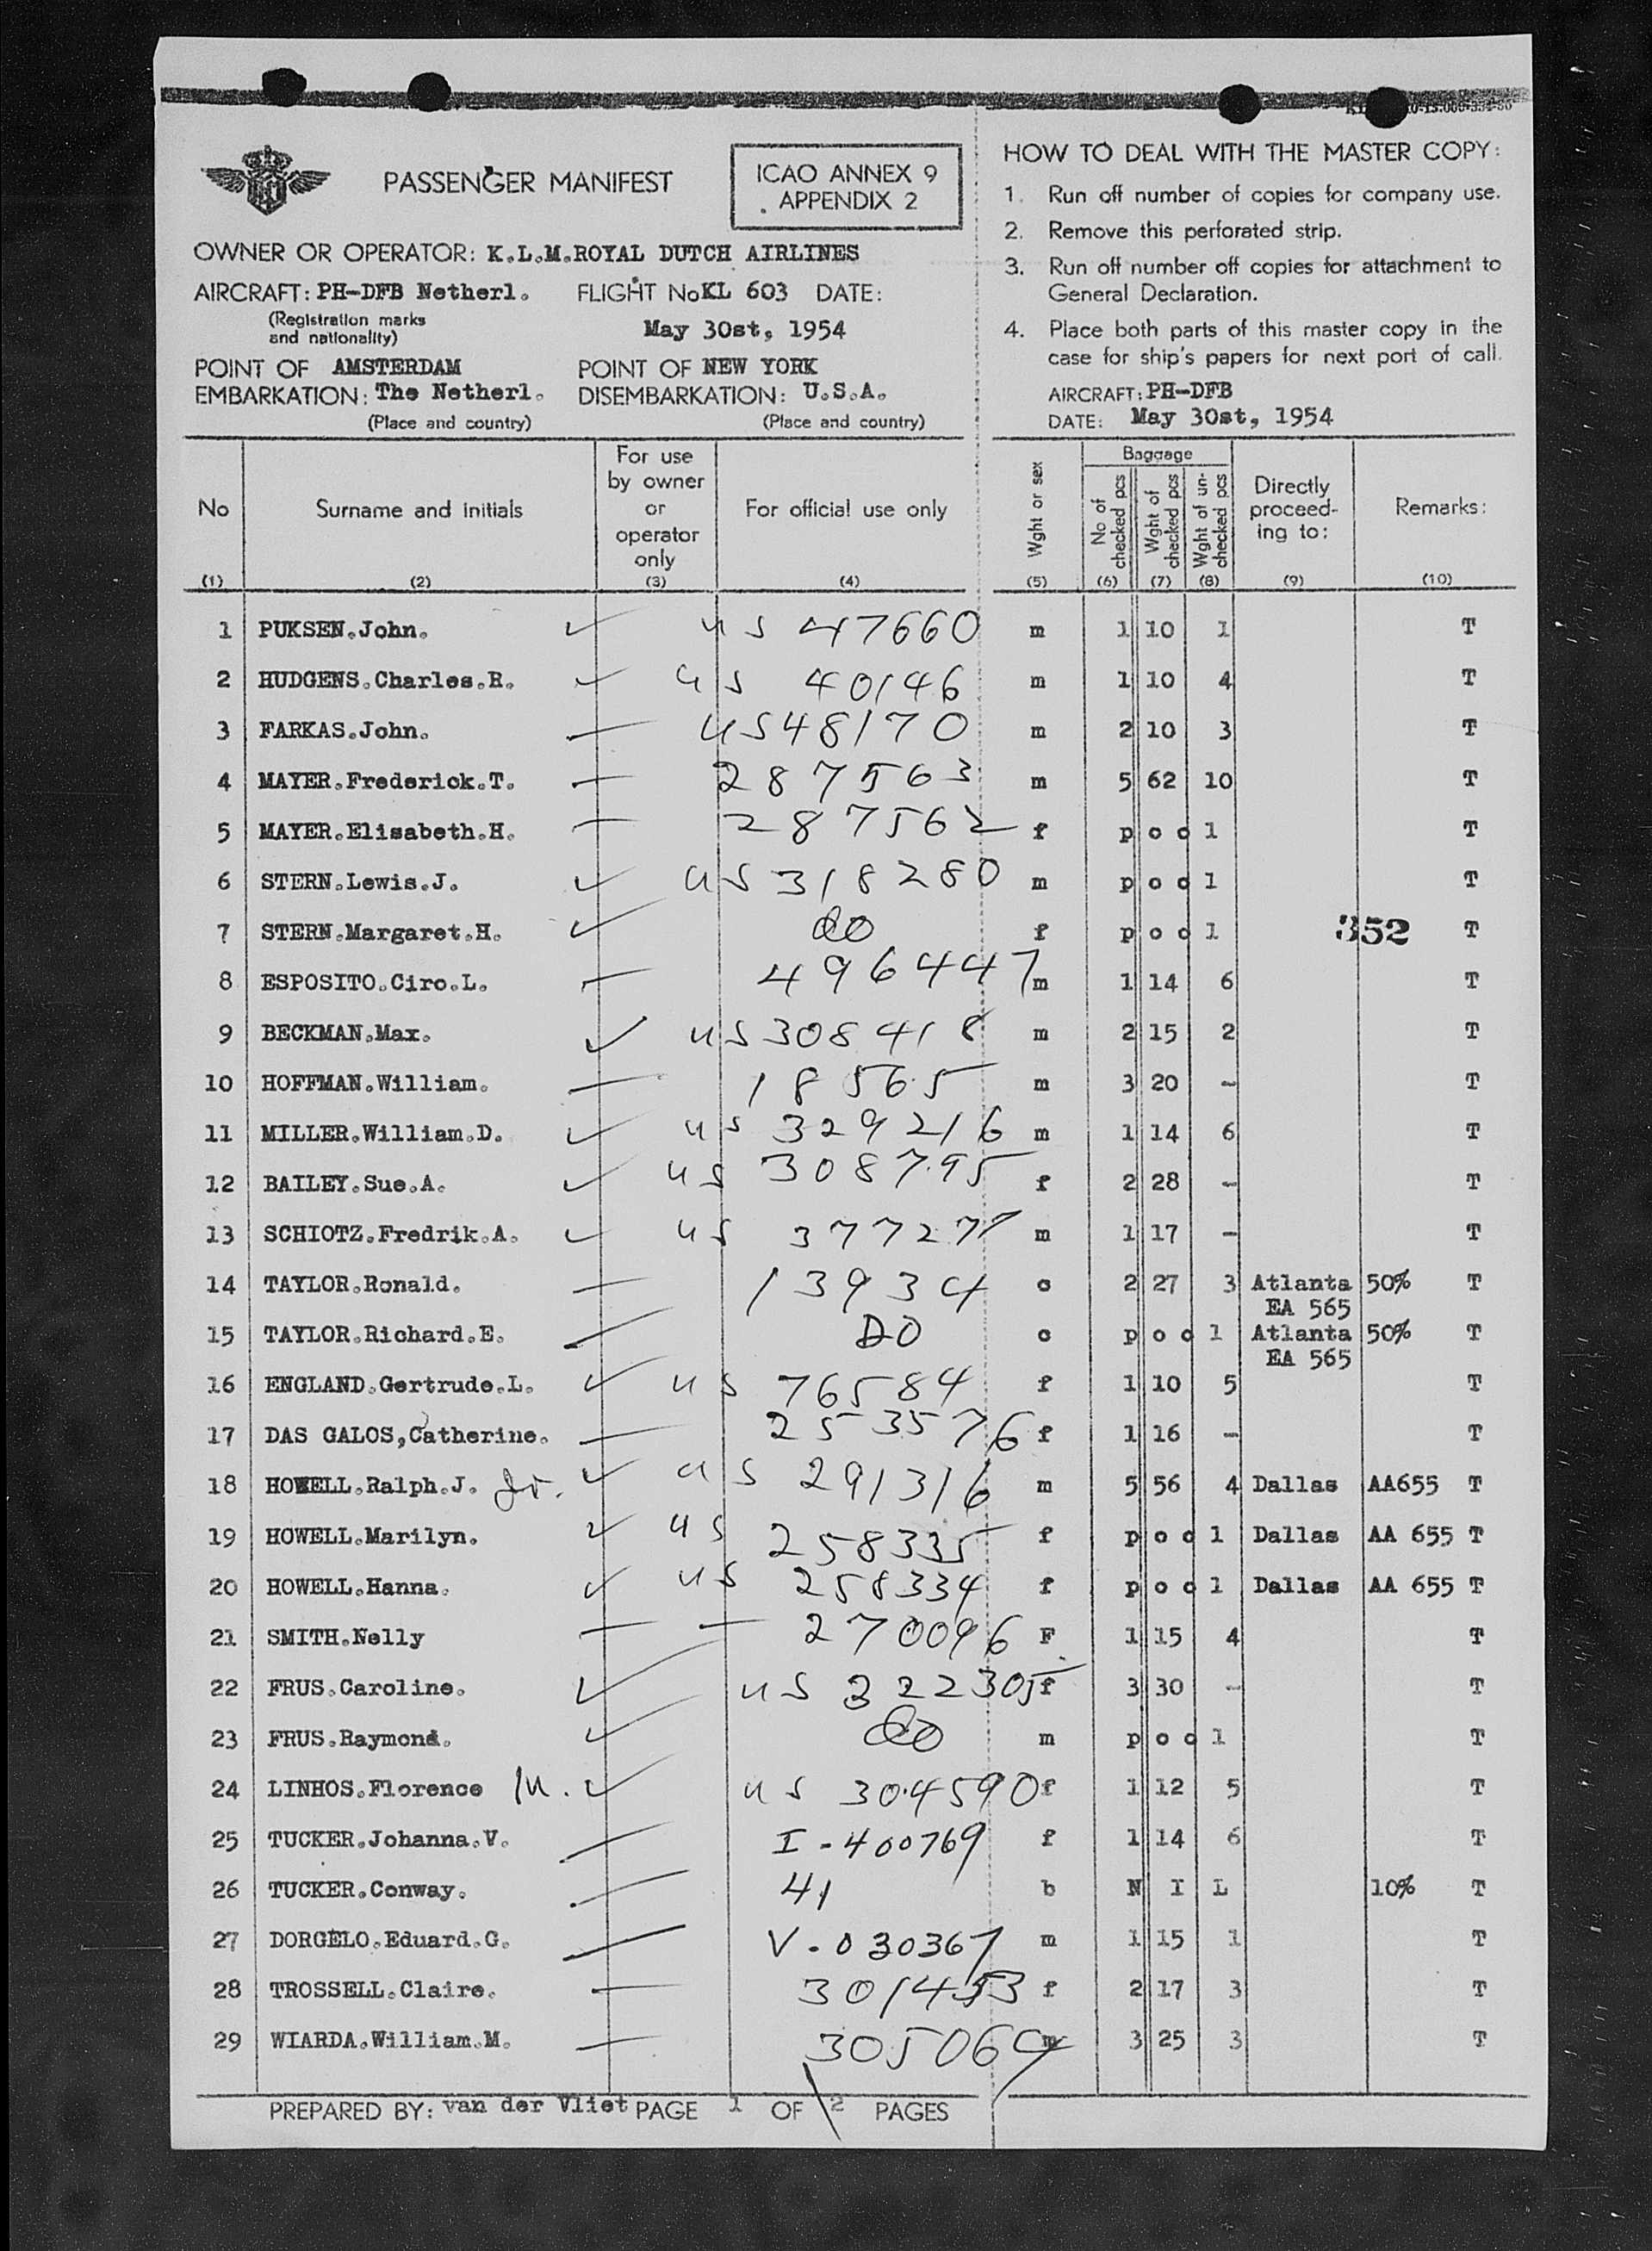 PASSENGER MANIFEST
ICAO ANNEX 9
APPENDIX 2
OWNER OR OPERATOR: K.L.M.ROYAL DUTCH AIRLINES
AIRCRAFT: PH-DFB Netherl. FLIGHT No KL 603 DATE:
(Registration marks
and nationality)
May 30st, 1954
POINT OF AMSTERDAM POINT OF NEW YORK
EMBARKATION: The Netherl. DISEMBARKATION: U.S.A.
(Place and country) (Place and country)
HOW TO DEAL WITH THE MASTER COPY:
1. Run off number of copies for company use.
2. Remove this perforated strip.
3. Run off number off copies for attachment to
General Declaration.
4. Place both parts of this master copy in the
case for ship's papers for next port of call.
AIRCRAFT: PH-DFB
DATE: May 30st, 1954
No
(1)
Surname and initials
(2)
For use
by owner
or
operator
only
(3)
For official use only
(4)
Wght or sex
(5)
Baggage
No of
checked pcs
(6)
Wght of
checked pcs
(7)
Wght of un-
checked pcs
(8)
Directly
proceed-
ing to:
(9)
Remarks:
(10)
1 PUKSEN.John. us 47660 m 1 10 1 T
2 HUDGENS.Charles.R. us 40146 m 1 10 4 T
3 FARKAS.John. us 48170 m 2 10 3 T
4 MAYER.Frederick.T. 287563 m 5 62 10 T
5 MAYER.Elisabeth.H. 287562 f p o o l T
6 STERN.Lewis.J. us 318280 m p o o l T
7 STERN.Margaret.H. do f p o o l 352 T
8 ESPOSITO.Ciro.L. 496447 m 1 14 6 T
9 BECKMAN.Max. us 308418 m 2 15 2 T
10 HOFFMAN.William. 18565 m 3 20 - T
11 MILLER.William.D. us 329216 m 1 14 6 T
12 BAILEY.Sue.A. us 308795 f 2 28 - T
13 SCHIOTZ.Fredrik.A. us 377277 m 1 17 - T
14 TAYLOR.Ronald. 13934 c 2 27 3 Atlanta 50% T
EA 565
15 TAYLOR.Richard.E. DO c p o o l Atlanta 50% T
EA 565
16 ENGLAND.Gertrude.L. us 76584 f 1 10 5 T
17 DAS GALOS,Catherine. 253576 f 1 16 - T
18 HOWELL.Ralph.J. Jr. us 291316 m 5 56 4 Dallas AA655 T
19 HOWELL.Marilyn. us 258335 f p o o l Dallas AA 655 T
20 HOWELL.Hanna. us 258334 f p o o l Dallas AA 655 T
21 SMITH.Nelly - 270096 F 1 15 4 T
22 FRUS.Caroline. us 322305 f 3 30 - T
23 FRUS.Raymond. do m p o o l T
24 LINHOS.Florence M. us 304590 f 1 12 5 T
25 TUCKER.Johanna.V. I-400769 f 1 14 6 T
26 TUCKER.Conway. 41 b N I L 10% T
27 DORGELO.Eduard.G. V-030367 m 1 15 1 T
28 TROSSELL.Claire. 301453 f 2 17 3 T
29 WIARDA.William.M. 305064 m 3 25 3 T
PREPARED BY: van der Vliet PAGE 1 OF 2 PAGES